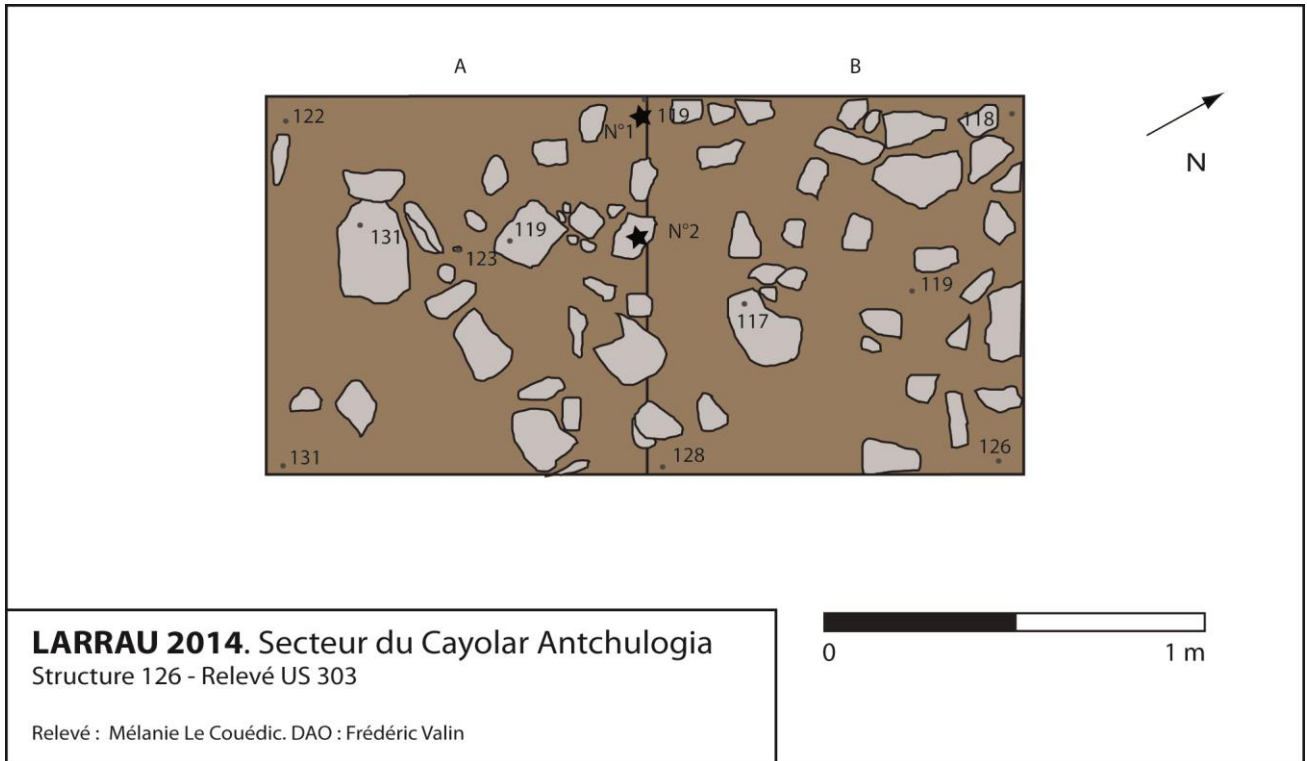 A B
122 N°1 119 118
N
131 123 119 N°2
119
117
131 128 126
LARRAU 2014. Secteur du Cayolar Antchulogia
Structure 126 - Relevé US 303
Relevé : Mélanie Le Couédic. DAO : Frédéric Valin
0 1 m